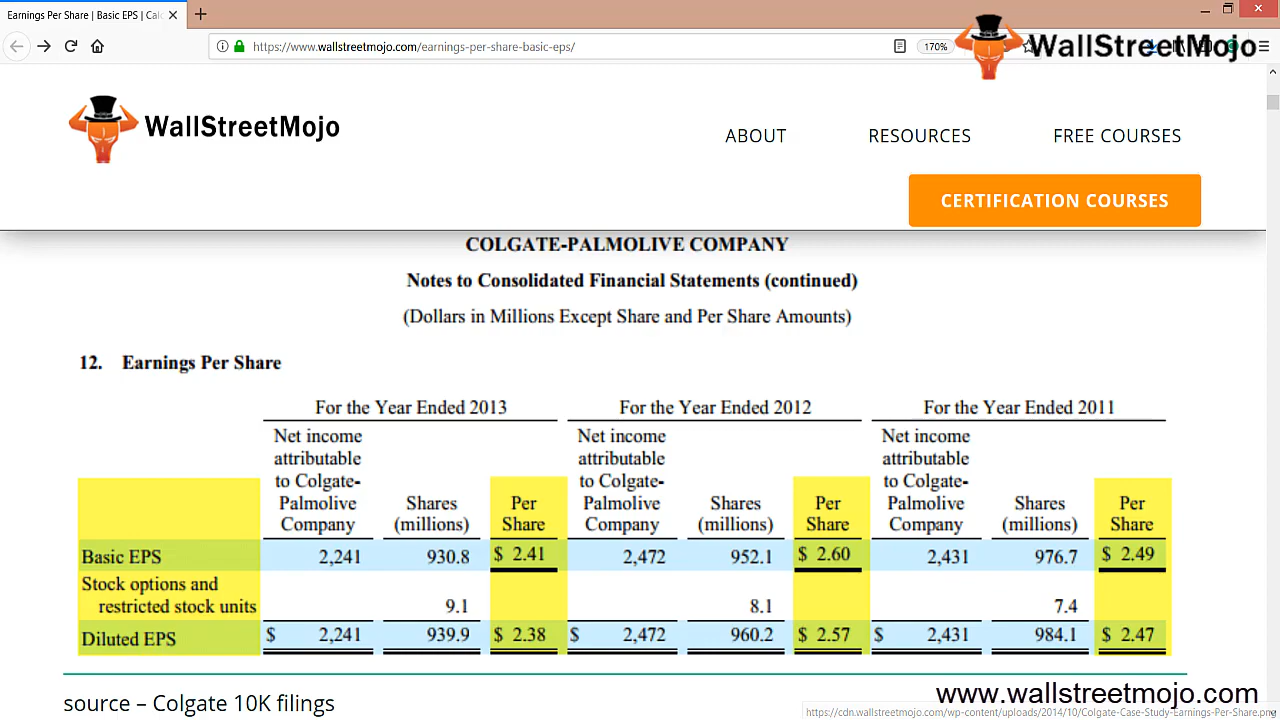 Earnings Per Share | Basic EPS | Cal
https://www.wallstreetmojo.com/earnings-per-share-basic-eps/
170%
WallStreetMojo
WallStreetMojo
ABOUT RESOURCES FREE COURSES
CERTIFICATION COURSES
COLGATE-PALMOLIVE COMPANY
Notes to Consolidated Financial Statements (continued)
(Dollars in Millions Except Share and Per Share Amounts)
12. Earnings Per Share
For the Year Ended 2013 For the Year Ended 2012 For the Year Ended 2011
Net income Net income Net income
attributable attributable attributable
to Colgate- to Colgate- to Colgate-
Palmolive Shares Per Palmolive Shares Per Palmolive Shares Per
Company (millions) Share Company (millions) Share Company (millions) Share
Basic EPS 2,241 930.8 $ 2.41 2,472 952.1 $ 2.60 2,431 976.7 $ 2.49
Stock options and
restricted stock units 9.1 8.1 7.4
Diluted EPS $ 2,241 939.9 $ 2.38 $ 2,472 960.2 $ 2.57 $ 2,431 984.1 $ 2.47
source – Colgate 10K filings
www.wallstreetmojo.com
https://cdn.wallstreetmojo.com/wp-content/uploads/2014/10/Colgate-Case-Study-Earnings-Per-Share.png